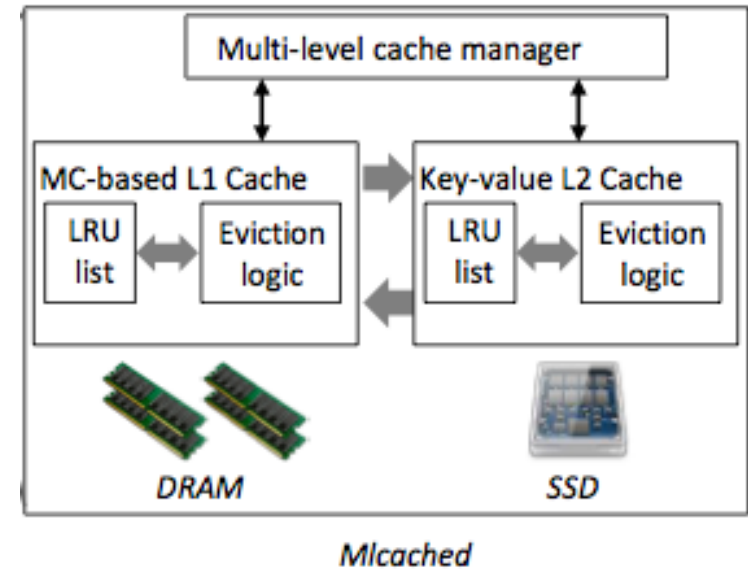 Multi-level cache manager
MC-based L1 Cache
LRU
list
Eviction
logic
Key-value L2 Cache
LRU
list
Eviction
logic
DRAM
SSD
Mlcached